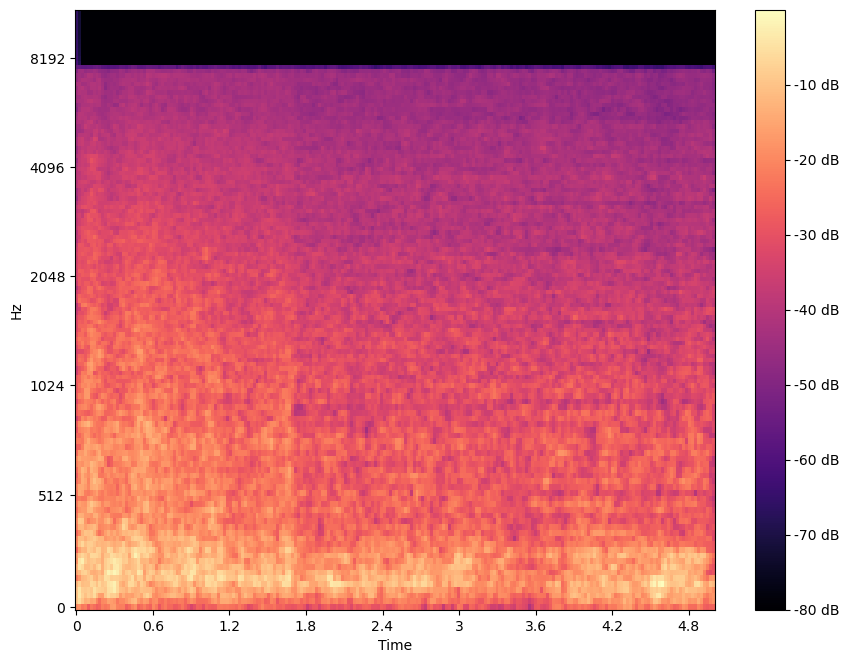 8192
4096
2048
1024
512
0
Hz
0 0.6 1.2 1.8 2.4 3 3.6 4.2 4.8
Time
-10 dB
-20 dB
-30 dB
-40 dB
-50 dB
-60 dB
-70 dB
-80 dB